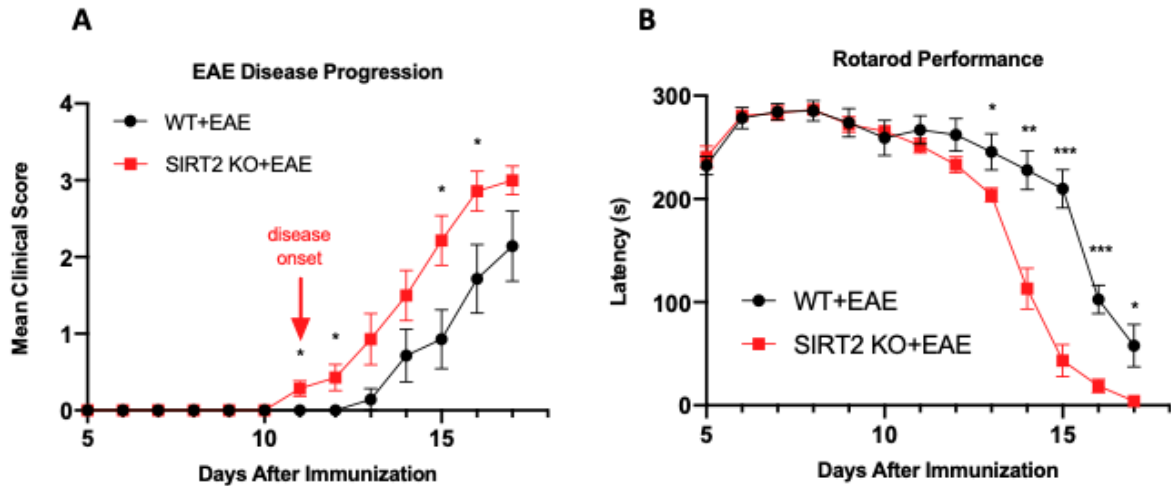 A
EAE Disease Progression
4
3
2
1
0
Mean Clinical Score
WT+EAE
SIRT2 KO+EAE
disease
onset
*
*
*
*
5
10
15
Days After Immunization
B
Rotarod Performance
300
200
100
0
Latency (s)
*
**
***
***
*
WT+EAE
SIRT2 KO+EAE
5
10
15
Days After Immunization